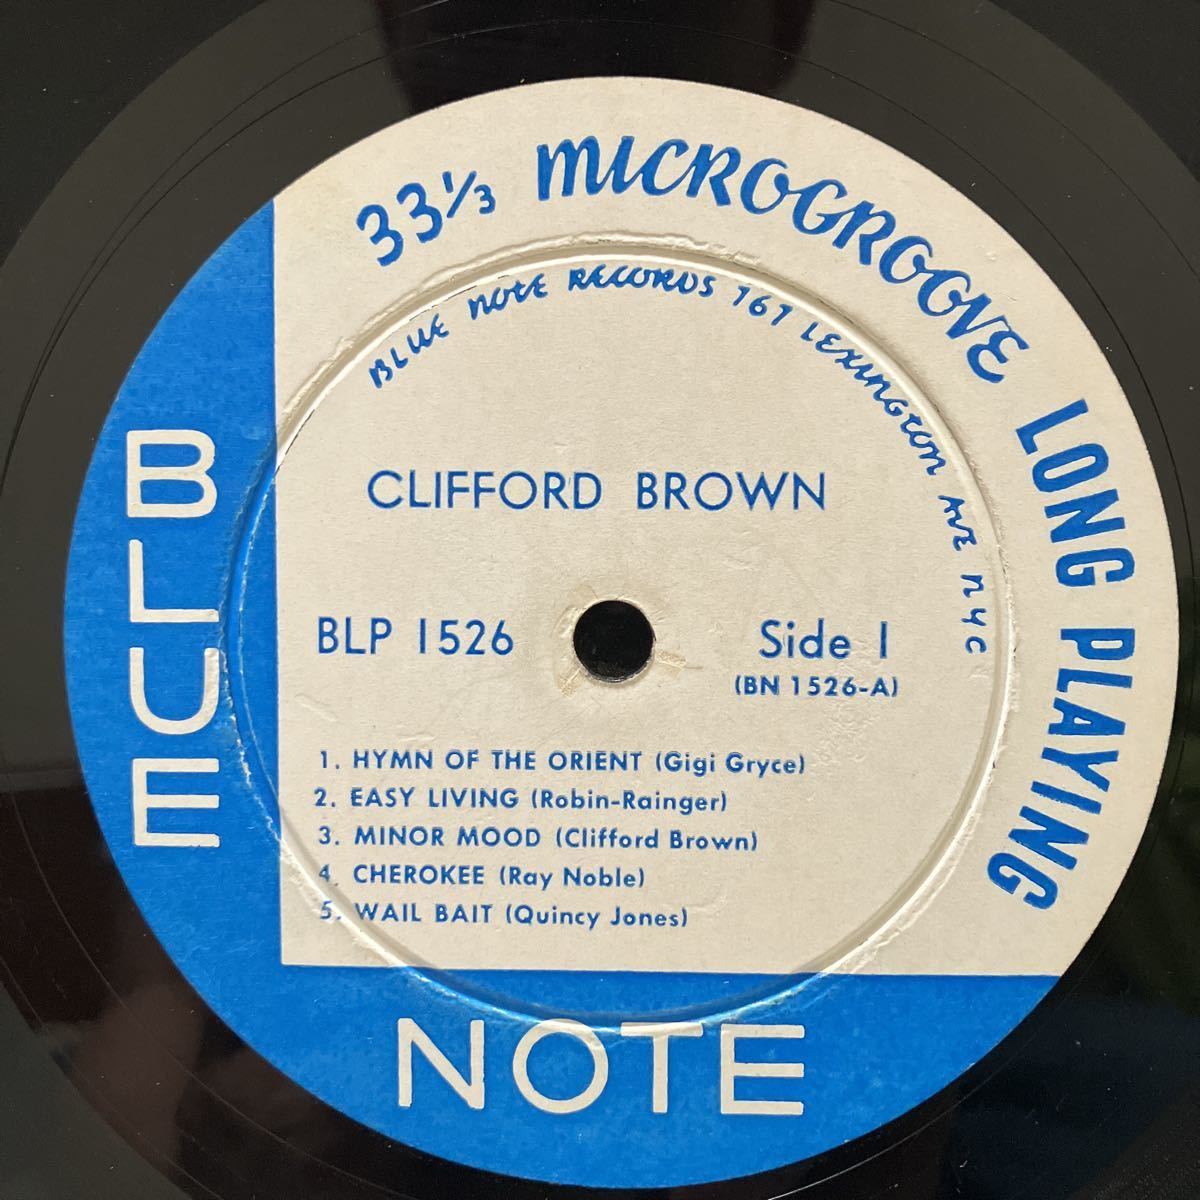 33⅓ MICROGROOVE LONG PLAYING
BLUE NOTE RECORDS 767 LEXINGTON AVE NYC
CLIFFORD BROWN
BLP 1526
Side 1
(BN 1526-A)
1. HYMN OF THE ORIENT (Gigi Gryce)
2. EASY LIVING (Robin-Rainger)
3. MINOR MOOD (Clifford Brown)
4. CHEROKEE (Ray Noble)
5. WAIL BAIT (Quincy Jones)
BLUE
NOTE